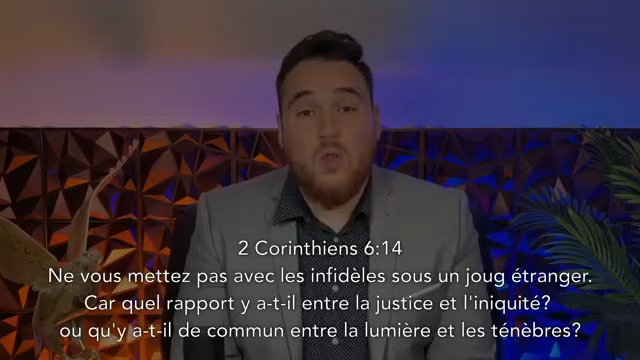 2 Corinthiens 6:14
Ne vous mettez pas avec les infidèles sous un joug étranger.
Car quel rapport y a-t-il entre la justice et l'iniquité?
ou qu'y a-t-il de commun entre la lumière et les ténèbres?